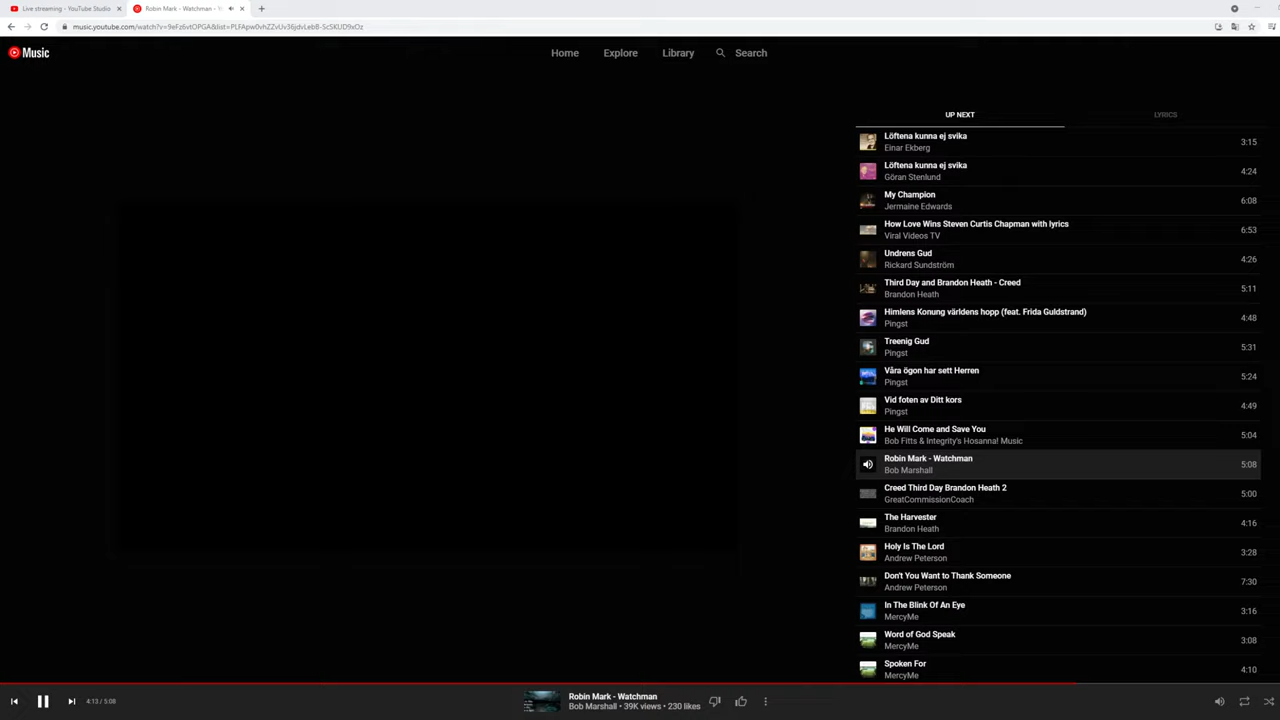 Live streaming - YouTube Studio
Robin Mark - Watchman - Y
music.youtube.com/watch?v=9eFz6vtOPGA&list=PLFApw0vhZZvUv36jdvLebB-ScSKUD9xOz
Music
Home
Explore
Library
Search
UP NEXT
LYRICS
Löftena kunna ej svika
Einar Ekberg
3:15
Löftena kunna ej svika
Göran Stenlund
4:24
My Champion
Jermaine Edwards
6:08
How Love Wins Steven Curtis Chapman with lyrics
Viral Videos TV
6:53
Undrens Gud
Rickard Sundström
4:26
Third Day and Brandon Heath - Creed
Brandon Heath
5:11
Himlens Konung världens hopp (feat. Frida Guldstrand)
Pingst
4:48
Treenig Gud
Pingst
5:31
Våra ögon har sett Herren
Pingst
5:24
Vid foten av Ditt kors
Pingst
4:49
He Will Come and Save You
Bob Fitts & Integrity's Hosanna! Music
5:04
Robin Mark - Watchman
Bob Marshall
5:08
Creed Third Day Brandon Heath 2
GreatCommissionCoach
5:00
The Harvester
Brandon Heath
4:16
Holy Is The Lord
Andrew Peterson
3:28
Don't You Want to Thank Someone
Andrew Peterson
7:30
In The Blink Of An Eye
MercyMe
3:16
Word of God Speak
MercyMe
3:08
Spoken For
MercyMe
4:10
4:13 / 5:08
Robin Mark - Watchman
Bob Marshall • 39K views • 230 likes